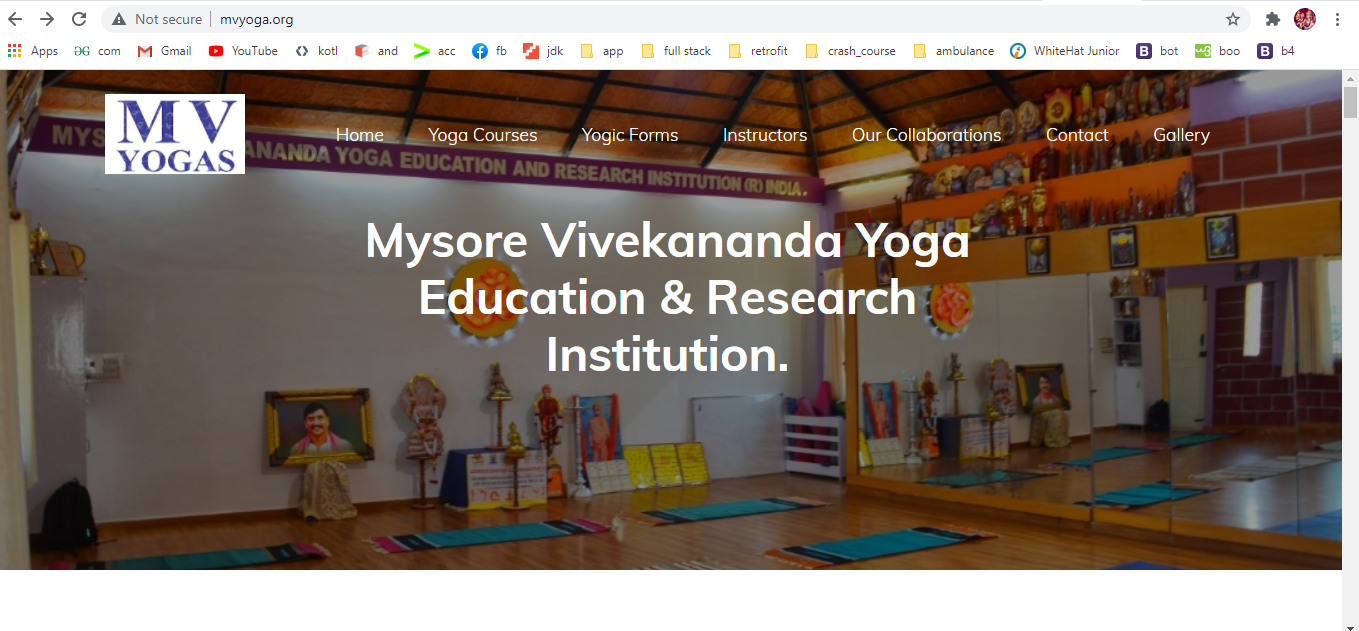 Not secure | mvyoga.org
Apps GG com Gmail YouTube kotl and acc fb jdk app full stack retrofit crash_course ambulance WhiteHat Junior B bot w3 boo B b4
MV
YOGAS
Home Yoga Courses Yogic Forms Instructors Our Collaborations Contact Gallery
MYS ANANDA YOGA EDUCATION AND RESEARCH INSTITUTION (R) INDIA.
Mysore Vivekananda Yoga
Education & Research
Institution.